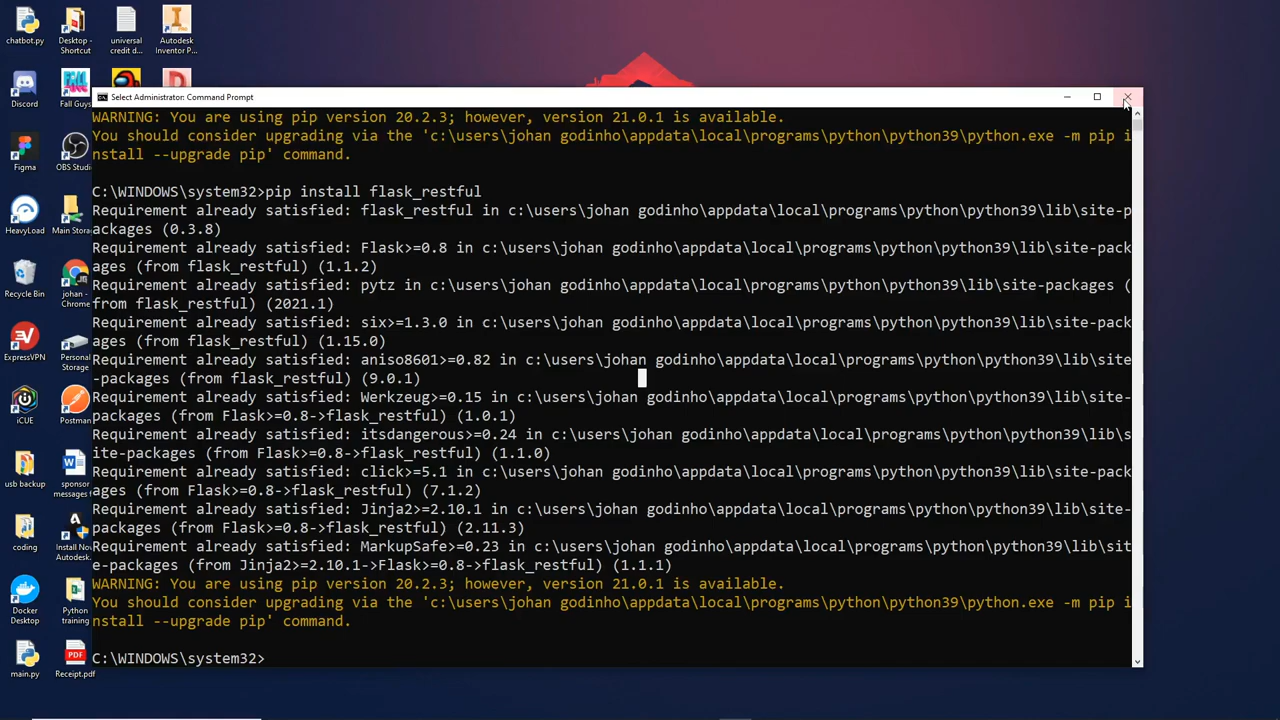 chatbot.py
Desktop - Shortcut
universal credit d...
Autodesk Inventor P...
Discord
Fall Guys
Select Administrator: Command Prompt
WARNING: You are using pip version 20.2.3; however, version 21.0.1 is available.
You should consider upgrading via the 'c:\users\johan godinho\appdata\local\programs\python\python39\python.exe -m pip i
nstall --upgrade pip' command.
C:\WINDOWS\system32>pip install flask_restful
Requirement already satisfied: flask_restful in c:\users\johan godinho\appdata\local\programs\python\python39\lib\site-p
ackages (0.3.8)
Requirement already satisfied: Flask>=0.8 in c:\users\johan godinho\appdata\local\programs\python\python39\lib\site-pack
ages (from flask_restful) (1.1.2)
Requirement already satisfied: pytz in c:\users\johan godinho\appdata\local\programs\python\python39\lib\site-packages (
from flask_restful) (2021.1)
Requirement already satisfied: six>=1.3.0 in c:\users\johan godinho\appdata\local\programs\python\python39\lib\site-pack
ages (from flask_restful) (1.15.0)
Requirement already satisfied: aniso8601>=0.82 in c:\users\johan godinho\appdata\local\programs\python\python39\lib\site
-packages (from flask_restful) (9.0.1)
Requirement already satisfied: Werkzeug>=0.15 in c:\users\johan godinho\appdata\local\programs\python\python39\lib\site-
packages (from Flask>=0.8->flask_restful) (1.0.1)
Requirement already satisfied: itsdangerous>=0.24 in c:\users\johan godinho\appdata\local\programs\python\python39\lib\s
ite-packages (from Flask>=0.8->flask_restful) (1.1.0)
Requirement already satisfied: click>=5.1 in c:\users\johan godinho\appdata\local\programs\python\python39\lib\site-pack
ages (from Flask>=0.8->flask_restful) (7.1.2)
Requirement already satisfied: Jinja2>=2.10.1 in c:\users\johan godinho\appdata\local\programs\python\python39\lib\site-
packages (from Flask>=0.8->flask_restful) (2.11.3)
Requirement already satisfied: MarkupSafe>=0.23 in c:\users\johan godinho\appdata\local\programs\python\python39\lib\sit
e-packages (from Jinja2>=2.10.1->Flask>=0.8->flask_restful) (1.1.1)
WARNING: You are using pip version 20.2.3; however, version 21.0.1 is available.
You should consider upgrading via the 'c:\users\johan godinho\appdata\local\programs\python\python39\python.exe -m pip i
nstall --upgrade pip' command.
C:\WINDOWS\system32>
Figma
OBS Studi
HeavyLoad
Main Stora
Recycle Bin
johan - Chrome
ExpressVPN
Personal Storage
iCUE
Postman
usb backup
sponsor messages f
coding
Install Nov Autodesk.
Docker Desktop
Python training
main.py
PDF
Receipt.pdf